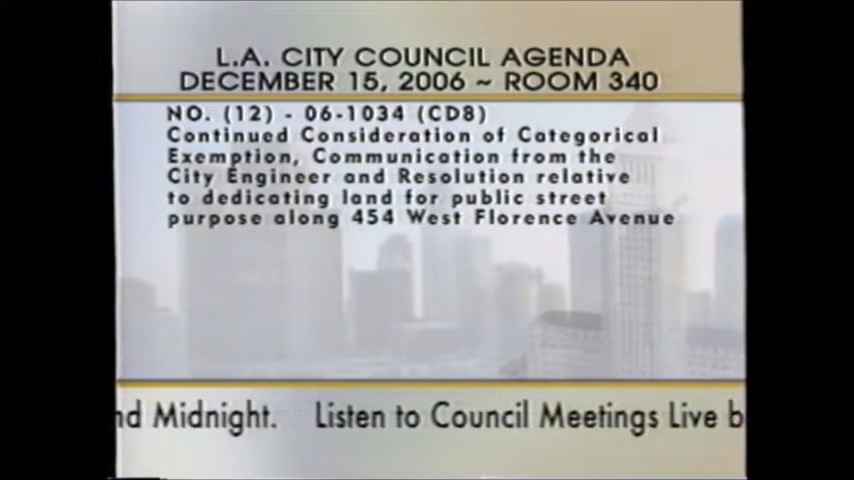 L.A. CITY COUNCIL AGENDA
DECEMBER 15, 2006 ~ ROOM 340
NO. (12) - 06-1034 (CD8)
Continued Consideration of Categorical
Exemption, Communication from the
City Engineer and Resolution relative
to dedicating land for public street
purpose along 454 West Florence Avenue
nd Midnight. Listen to Council Meetings Live b